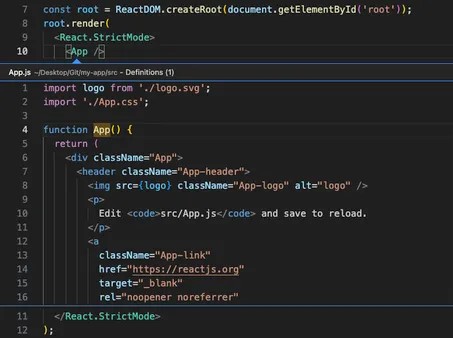 7 const root = ReactDOM.createRoot(document.getElementById('root'));
8 root.render(
9 <React.StrictMode>
10 <App />
App.js ~/Desktop/Git/my-app/src - Definitions (1)
1 import logo from './logo.svg';
2 import './App.css';
3
4 function App() {
5 return (
6 <div className="App">
7 <header className="App-header">
8 <img src={logo} className="App-logo" alt="logo" />
9 <p>
10 Edit <code>src/App.js</code> and save to reload.
11 </p>
12 <a
13 className="App-link"
14 href="https://reactjs.org"
15 target="_blank"
16 rel="noopener noreferrer"
11 </React.StrictMode>
12 );